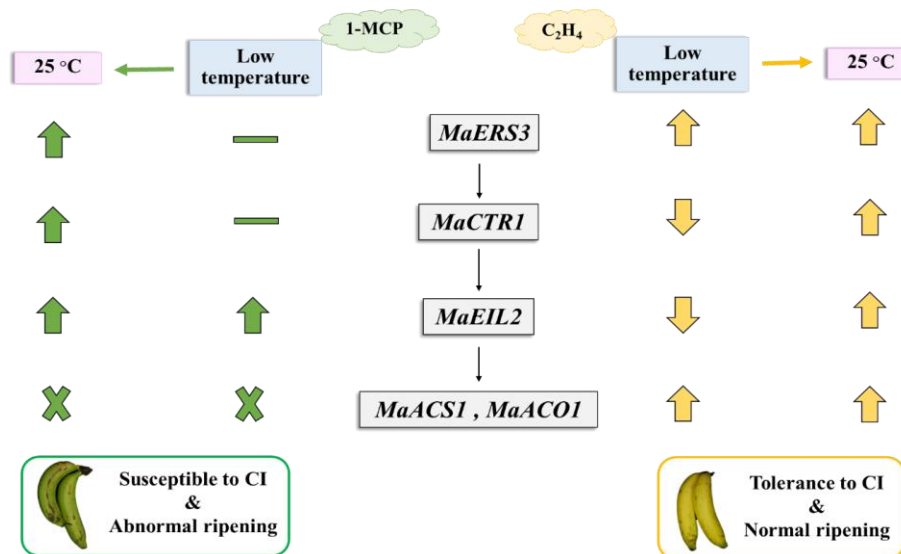 1-MCP
C₂H₄
25 °C
Low
temperature
Low
temperature
25 °C
MaERS3
MaCTR1
MaEIL2
MaACS1 , MaACO1
Susceptible to CI
&
Abnormal ripening
Tolerance to CI
&
Normal ripening